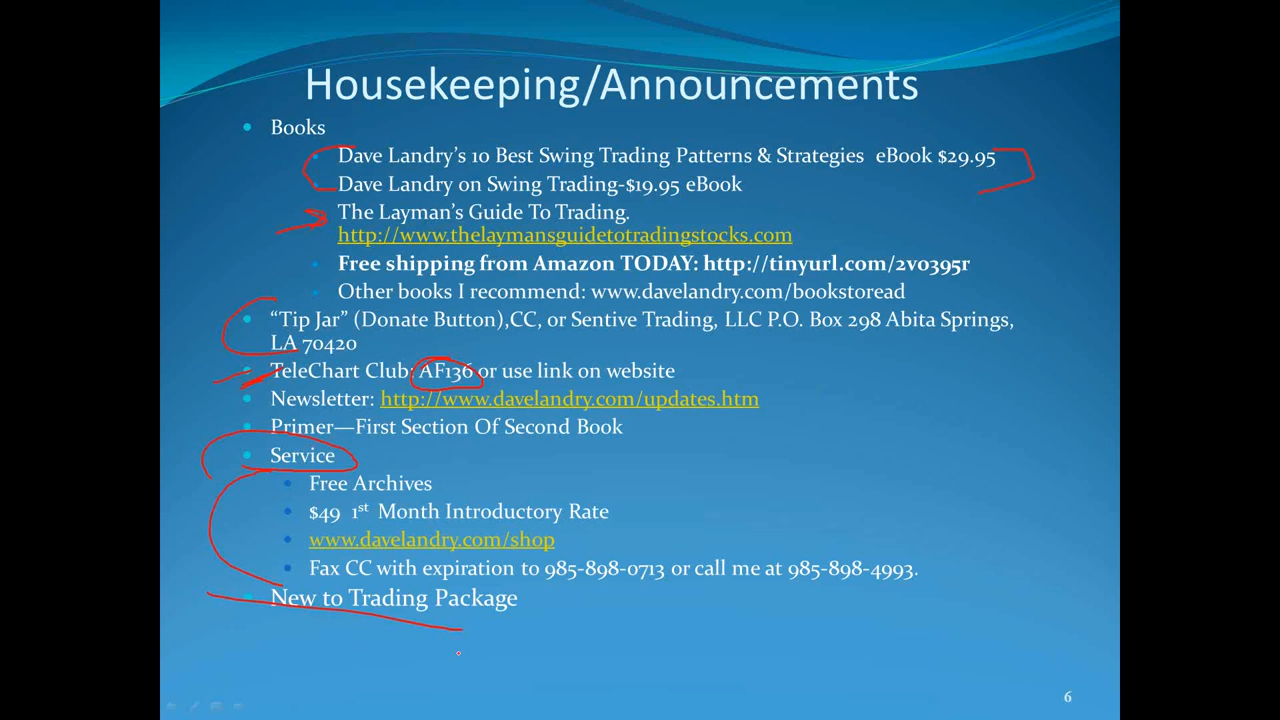 Housekeeping/Announcements
Books
Dave Landry's 10 Best Swing Trading Patterns & Strategies eBook $29.95
Dave Landry on Swing Trading-$19.95 eBook
The Layman's Guide To Trading.
http://www.thelaymansguidetotradingstocks.com
Free shipping from Amazon TODAY: http://tinyurl.com/2vo395r
Other books I recommend: www.davelandry.com/bookstoread
“Tip Jar” (Donate Button),CC, or Sentive Trading, LLC P.O. Box 298 Abita Springs,
LA 70420
TeleChart Club: AF136 or use link on website
Newsletter: http://www.davelandry.com/updates.htm
Primer—First Section Of Second Book
Service
Free Archives
$49 1st Month Introductory Rate
www.davelandry.com/shop
Fax CC with expiration to 985-898-0713 or call me at 985-898-4993.
New to Trading Package
6